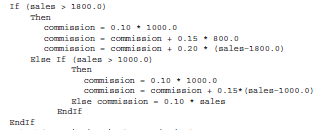 If (sales > 1800.0)
Then
commission = 0.10 * 1000.0
commission = commission + 0.15 * 800.0
commission = commission + 0.20 * (sales-1800.0)
Else If (sales > 1000.0)
Then
commission = 0.10 * 1000.0
commission = commission + 0.15*(sales-1000.0)
Else commission = 0.10 * sales
EndIf
EndIf